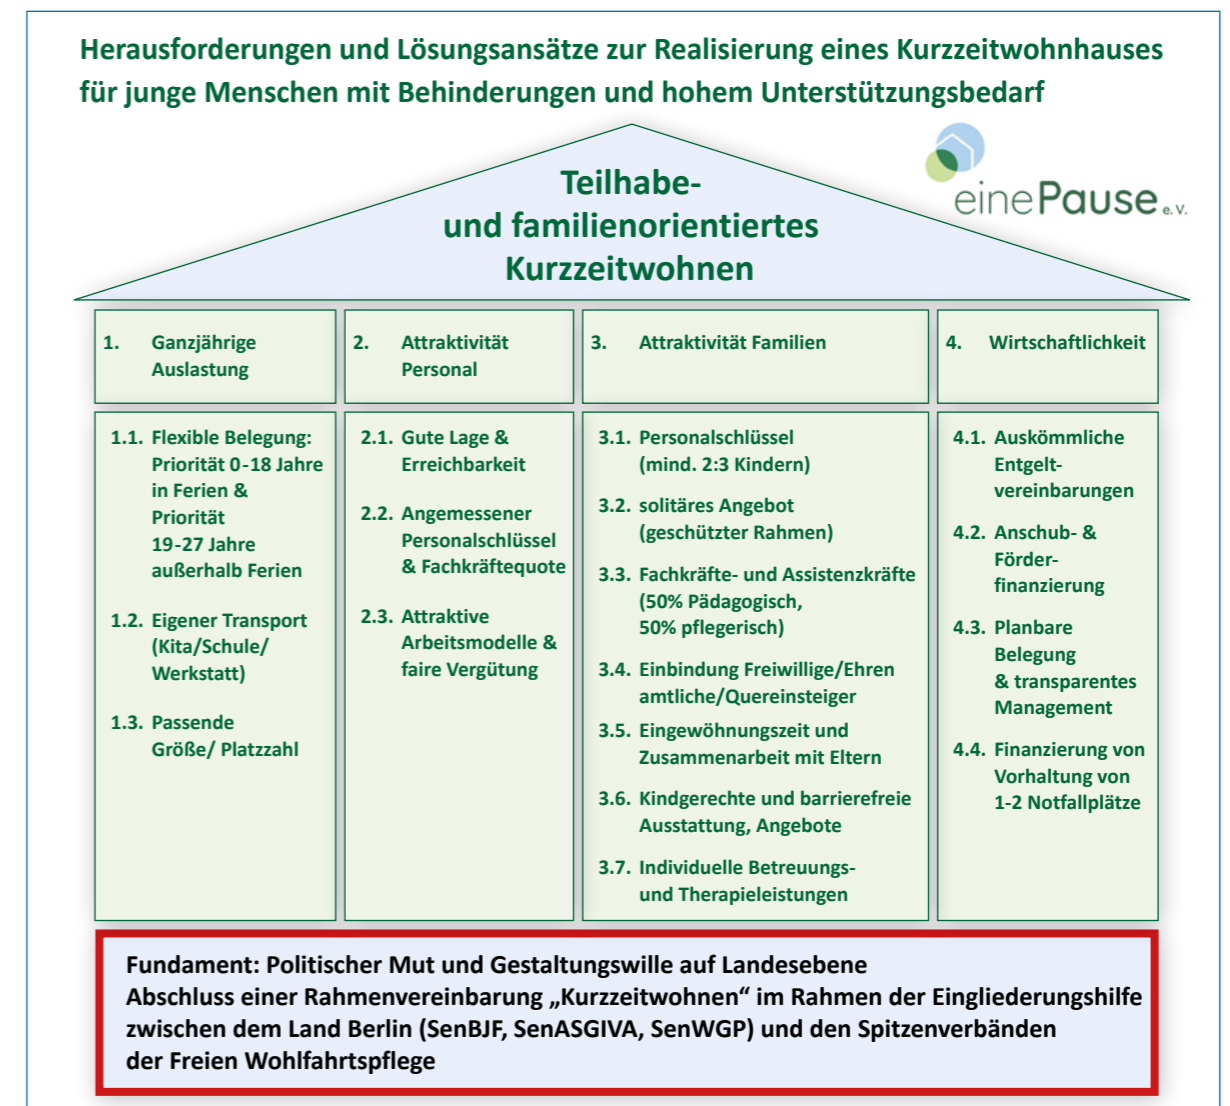 Herausforderungen und Lösungsansätze zur Realisierung eines Kurzzeitwohnhauses
für junge Menschen mit Behinderungen und hohem Unterstützungsbedarf
einePause e.V.
Teilhabe-
und familienorientiertes
Kurzzeitwohnen
1. Ganzjährige
Auslastung
1.1. Flexible Belegung:
Priorität 0-18 Jahre
in Ferien &
Priorität
19-27 Jahre
außerhalb Ferien
1.2. Eigener Transport
(Kita/Schule/
Werkstatt)
1.3. Passende
Größe/ Platzzahl
2. Attraktivität
Personal
2.1. Gute Lage &
Erreichbarkeit
2.2. Angemessener
Personalschlüssel
& Fachkräftequote
2.3. Attraktive
Arbeitsmodelle &
faire Vergütung
3. Attraktivität Familien
3.1. Personalschlüssel
(mind. 2:3 Kindern)
3.2. solitäres Angebot
(geschützter Rahmen)
3.3. Fachkräfte- und Assistenzkräfte
(50% Pädagogisch,
50% pflegerisch)
3.4. Einbindung Freiwillige/Ehren
amtliche/Quereinsteiger
3.5. Eingewöhnungszeit und
Zusammenarbeit mit Eltern
3.6. Kindgerechte und barrierefreie
Ausstattung, Angebote
3.7. Individuelle Betreuungs-
und Therapieleistungen
4. Wirtschaftlichkeit
4.1. Auskömmliche
Entgelt-
vereinbarungen
4.2. Anschub- &
Förder-
finanzierung
4.3. Planbare
Belegung
& transparentes
Management
4.4. Finanzierung von
Vorhaltung von
1-2 Notfallplätze
Fundament: Politischer Mut und Gestaltungswille auf Landesebene
Abschluss einer Rahmenvereinbarung „Kurzzeitwohnen“ im Rahmen der Eingliederungshilfe
zwischen dem Land Berlin (SenBJF, SenASGIVA, SenWGP) und den Spitzenverbänden
der Freien Wohlfahrtspflege